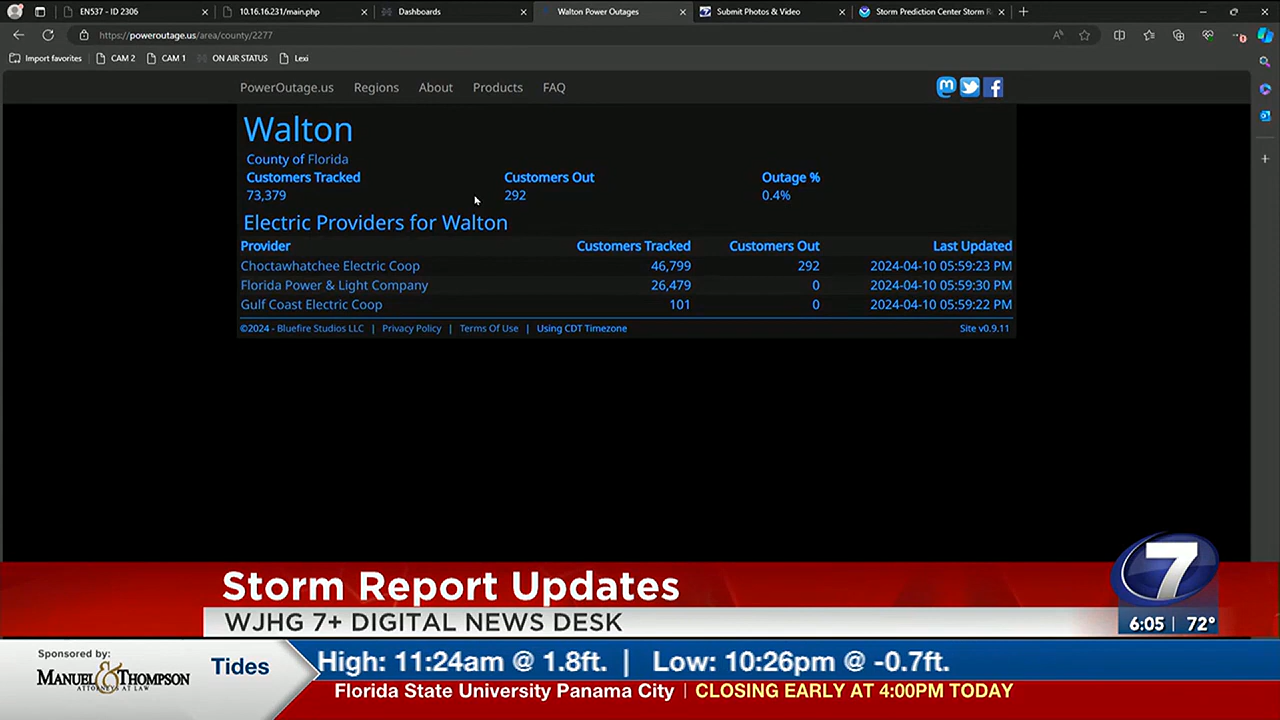 EN537 - ID 2306
10.16.16.231/main.php
Dashboards
Walton Power Outages
Submit Photos & Video
Storm Prediction Center Storm R
https://poweroutage.us/area/county/2277
Import favorites
CAM 2
CAM 1
ON AIR STATUS
Lexi
PowerOutage.us Regions About Products FAQ
Walton
County of Florida
Customers Tracked Customers Out Outage %
73,379 292 0.4%
Electric Providers for Walton
Provider Customers Tracked Customers Out Last Updated
Choctawhatchee Electric Coop 46,799 292 2024-04-10 05:59:23 PM
Florida Power & Light Company 26,479 0 2024-04-10 05:59:30 PM
Gulf Coast Electric Coop 101 0 2024-04-10 05:59:22 PM
©2024 - Bluefire Studios LLC | Privacy Policy | Terms Of Use | Using CDT Timezone Site v0.9.11
Storm Report Updates
WJHG 7+ DIGITAL NEWS DESK
7
6:05 | 72°
Sponsored by:
MANUEL & THOMPSON
ATTORNEYS AT LAW
Tides
High: 11:24am @ 1.8ft. | Low: 10:26pm @ -0.7ft.
Florida State University Panama City | CLOSING EARLY AT 4:00PM TODAY